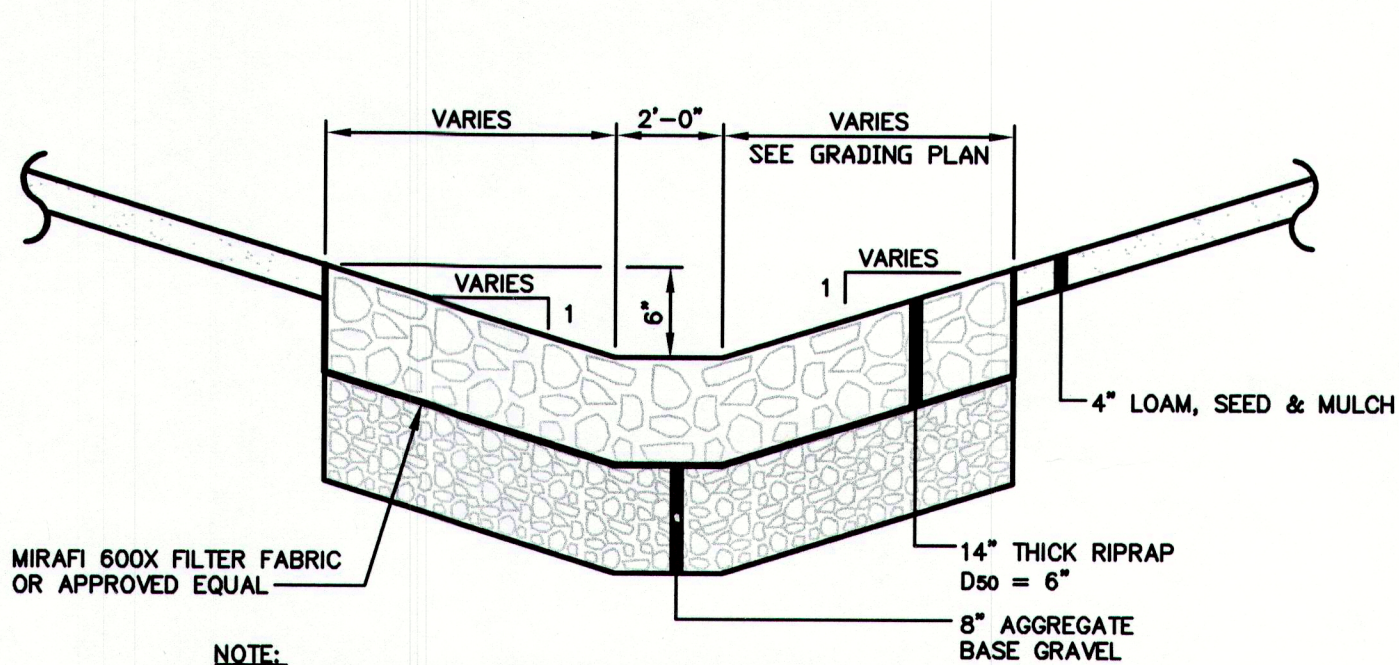 VARIES
2'-0"
VARIES
SEE GRADING PLAN
VARIES
1
6"
VARIES
1
4" LOAM, SEED & MULCH
MIRAFI 600X FILTER FABRIC
OR APPROVED EQUAL
14" THICK RIPRAP
D50 = 6"
8" AGGREGATE
BASE GRAVEL
NOTE: